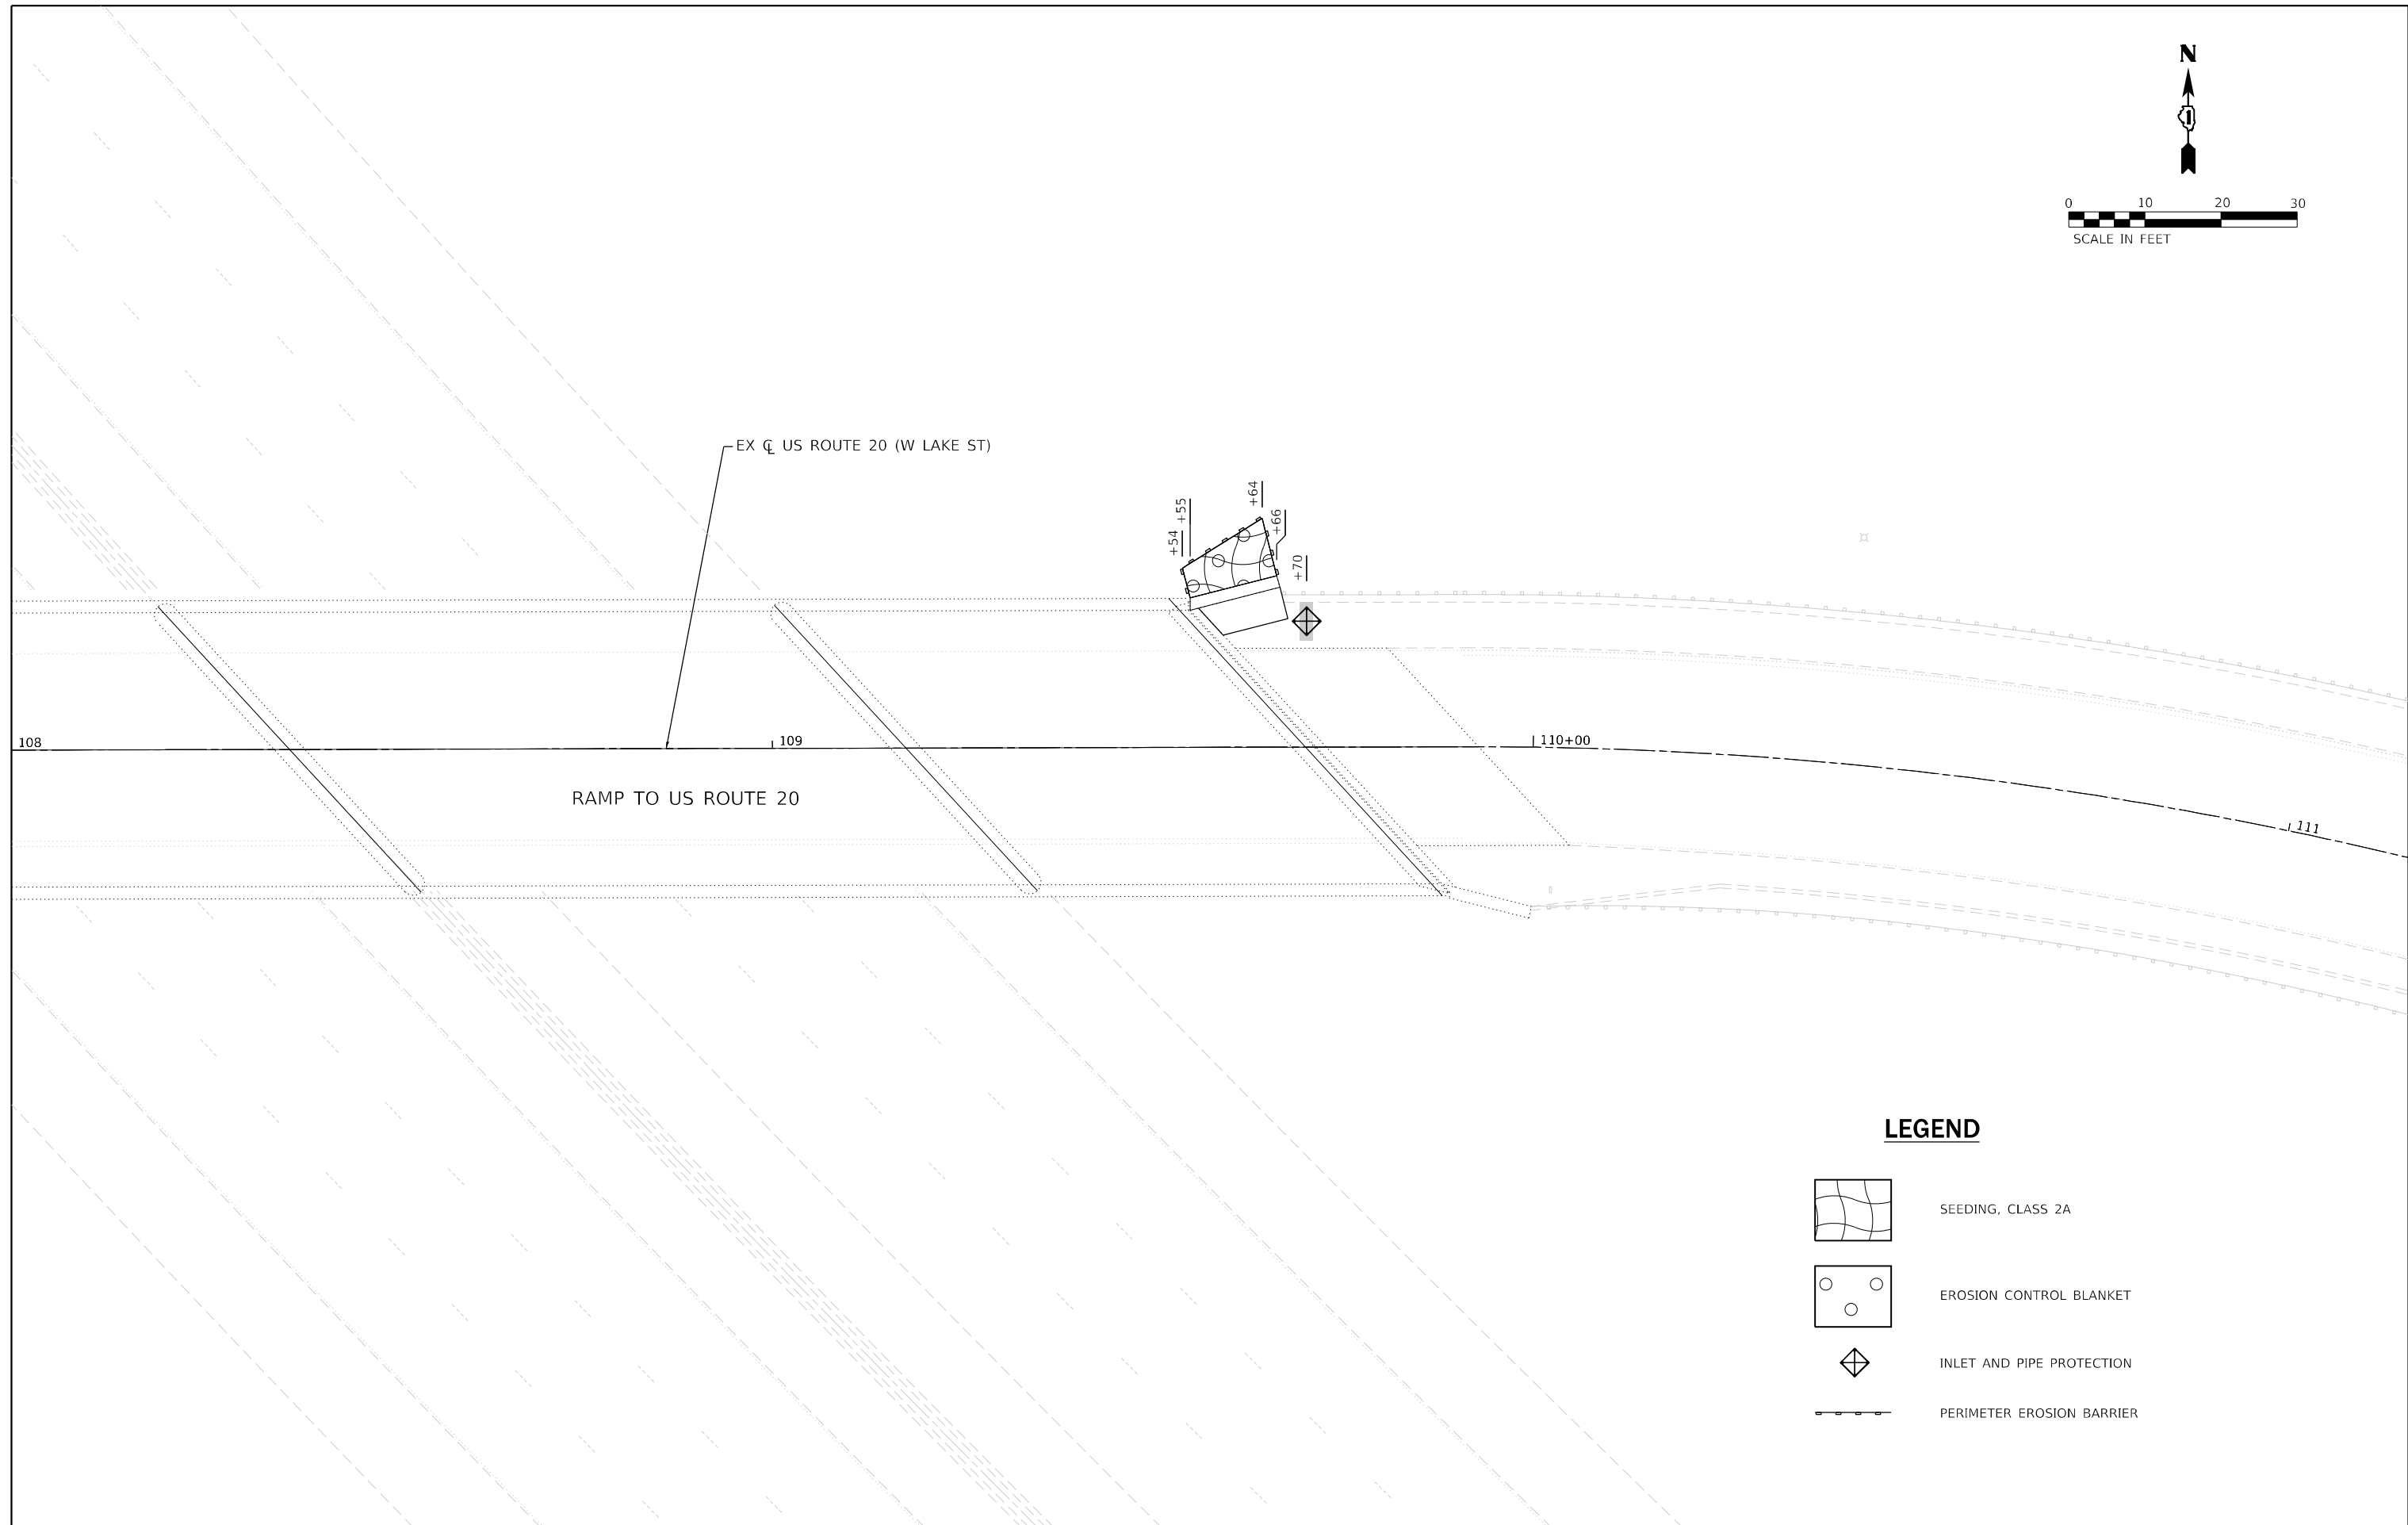 N
1
0 10 20 30
SCALE IN FEET
EX ℄ US ROUTE 20 (W LAKE ST)
+54
+55
+64
+66
+70
108
109
110+00
111
RAMP TO US ROUTE 20
LEGEND
SEEDING, CLASS 2A
EROSION CONTROL BLANKET
INLET AND PIPE PROTECTION
PERIMETER EROSION BARRIER